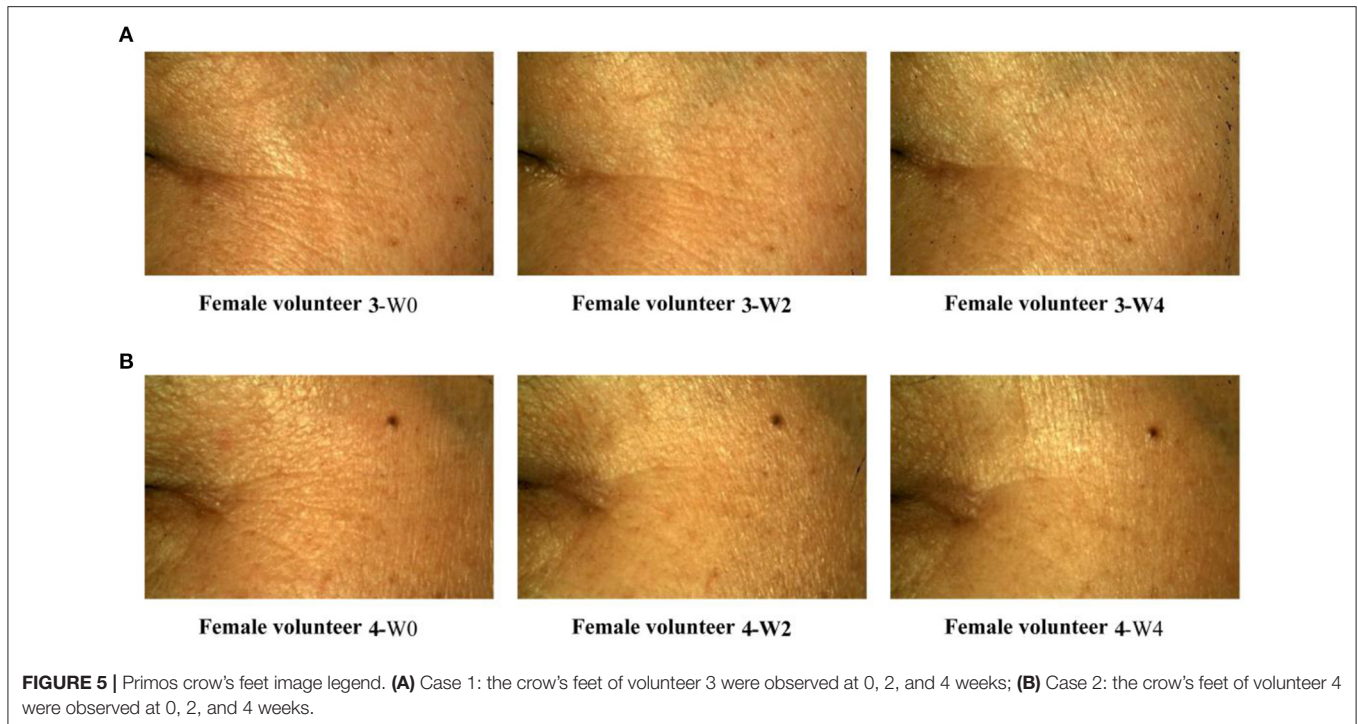 A
Female volunteer 3-W0 Female volunteer 3-W2 Female volunteer 3-W4
B
Female volunteer 4-W0 Female volunteer 4-W2 Female volunteer 4-W4
FIGURE 5 | Primos crow's feet image legend. (A) Case 1: the crow's feet of volunteer 3 were observed at 0, 2, and 4 weeks; (B) Case 2: the crow's feet of volunteer 4
were observed at 0, 2, and 4 weeks.